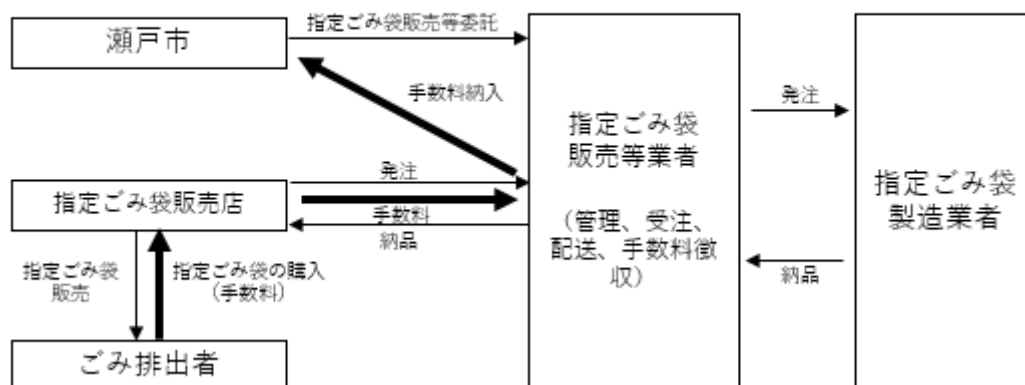 瀬戸市
指定ごみ袋販売等委託
手数料納入
指定ごみ袋
販売等業者
（管理、受注、
配送、手数料徴
収）
発注
納品
指定ごみ袋
製造業者
指定ごみ袋販売店
発注
手数料
納品
指定ごみ袋
販売
指定ごみ袋の購入
（手数料）
ごみ排出者